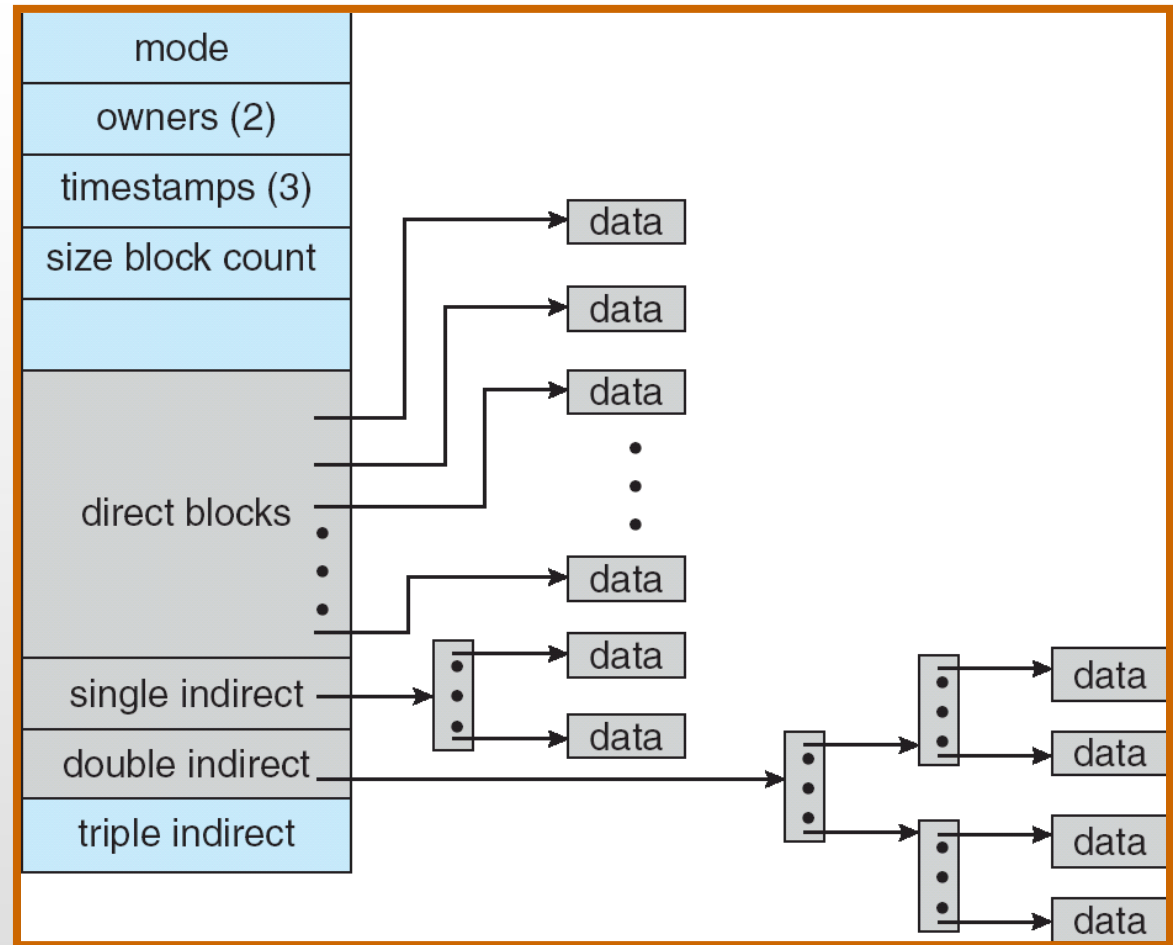 mode
owners (2)
timestamps (3)
size block count
direct blocks
single indirect
double indirect
triple indirect
data
data
data
data
data
data
data
data
data
data